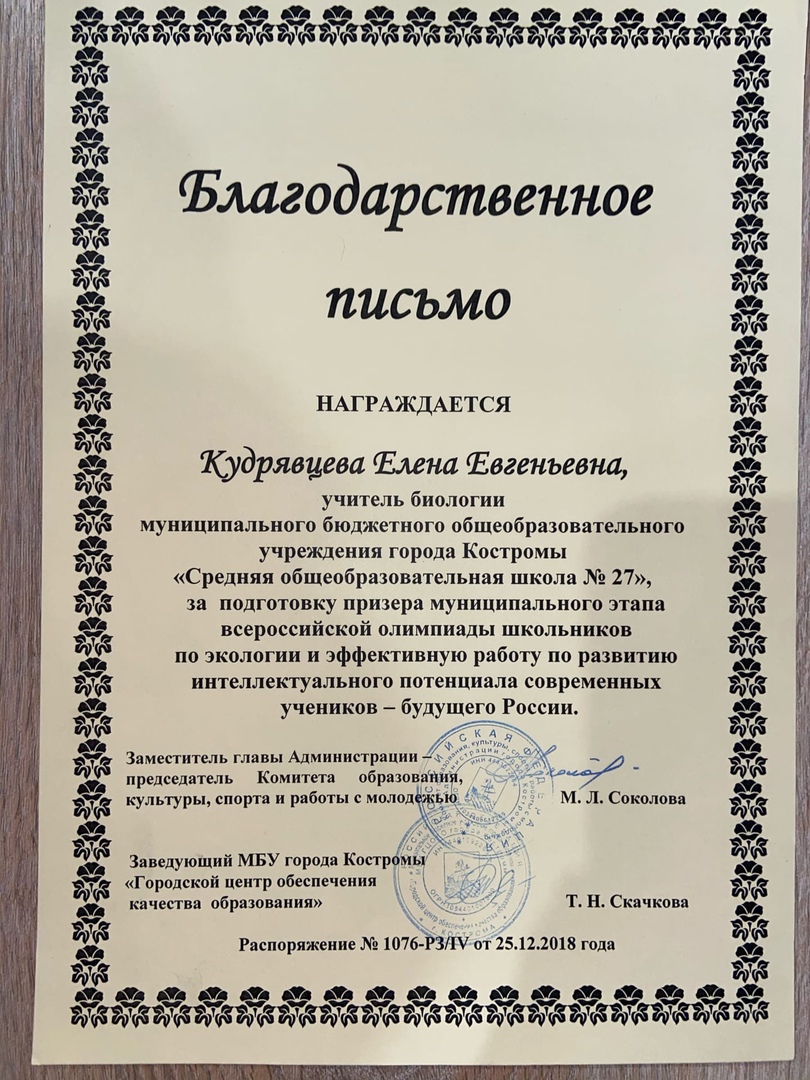 Благодарственное
письмо
НАГРАЖДАЕТСЯ
Кудрявцева Елена Евгеньевна,
учитель биологии
муниципального бюджетного общеобразовательного
учреждения города Костромы
«Средняя общеобразовательная школа № 27»,
за подготовку призера муниципального этапа
всероссийской олимпиады школьников
по экологии и эффективную работу по развитию
интеллектуального потенциала современных
учеников – будущего России.
Заместитель главы Администрации –
председатель Комитета образования,
культуры, спорта и работы с молодежью
М. Л. Соколова
Заведующий МБУ города Костромы
«Городской центр обеспечения
качества образования»
Т. Н. Скачкова
Распоряжение № 1076-РЗ/IV от 25.12.2018 года